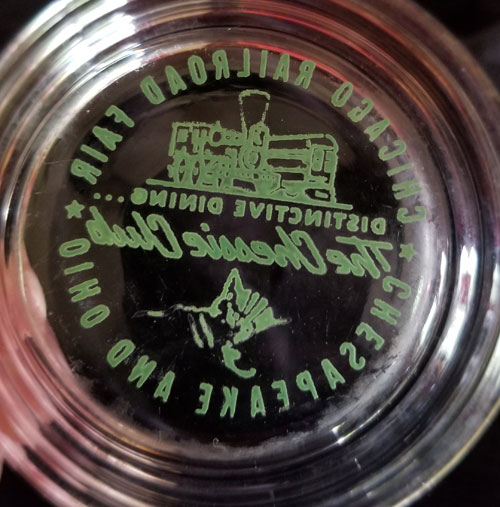 CHICAGO RAILROAD FAIR
DISTINCTIVE DINING...
The Chessie Club
CHESAPEAKE AND OHIO